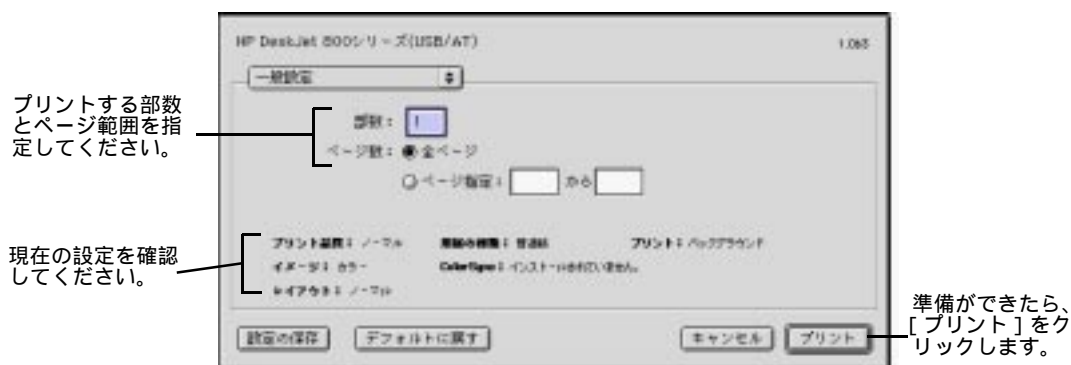 HP DeskJet 800シリーズ(USB/AT)
1.0b5
一般設定
プリントする部数
とページ範囲を指
定してください。
部数： 1
ページ数： 全ページ
ページ指定： から
現在の設定を確認
してください。
プリント品質： ノーマル 用紙の種類： 普通紙 プリント： バックグラウンド
イメージ： カラー ColorSync： インストールされていません。
レイアウト： ノーマル
設定の保存 デフォルトに戻す キャンセル プリント
準備ができたら、
[ プリント ] をク
リックします。